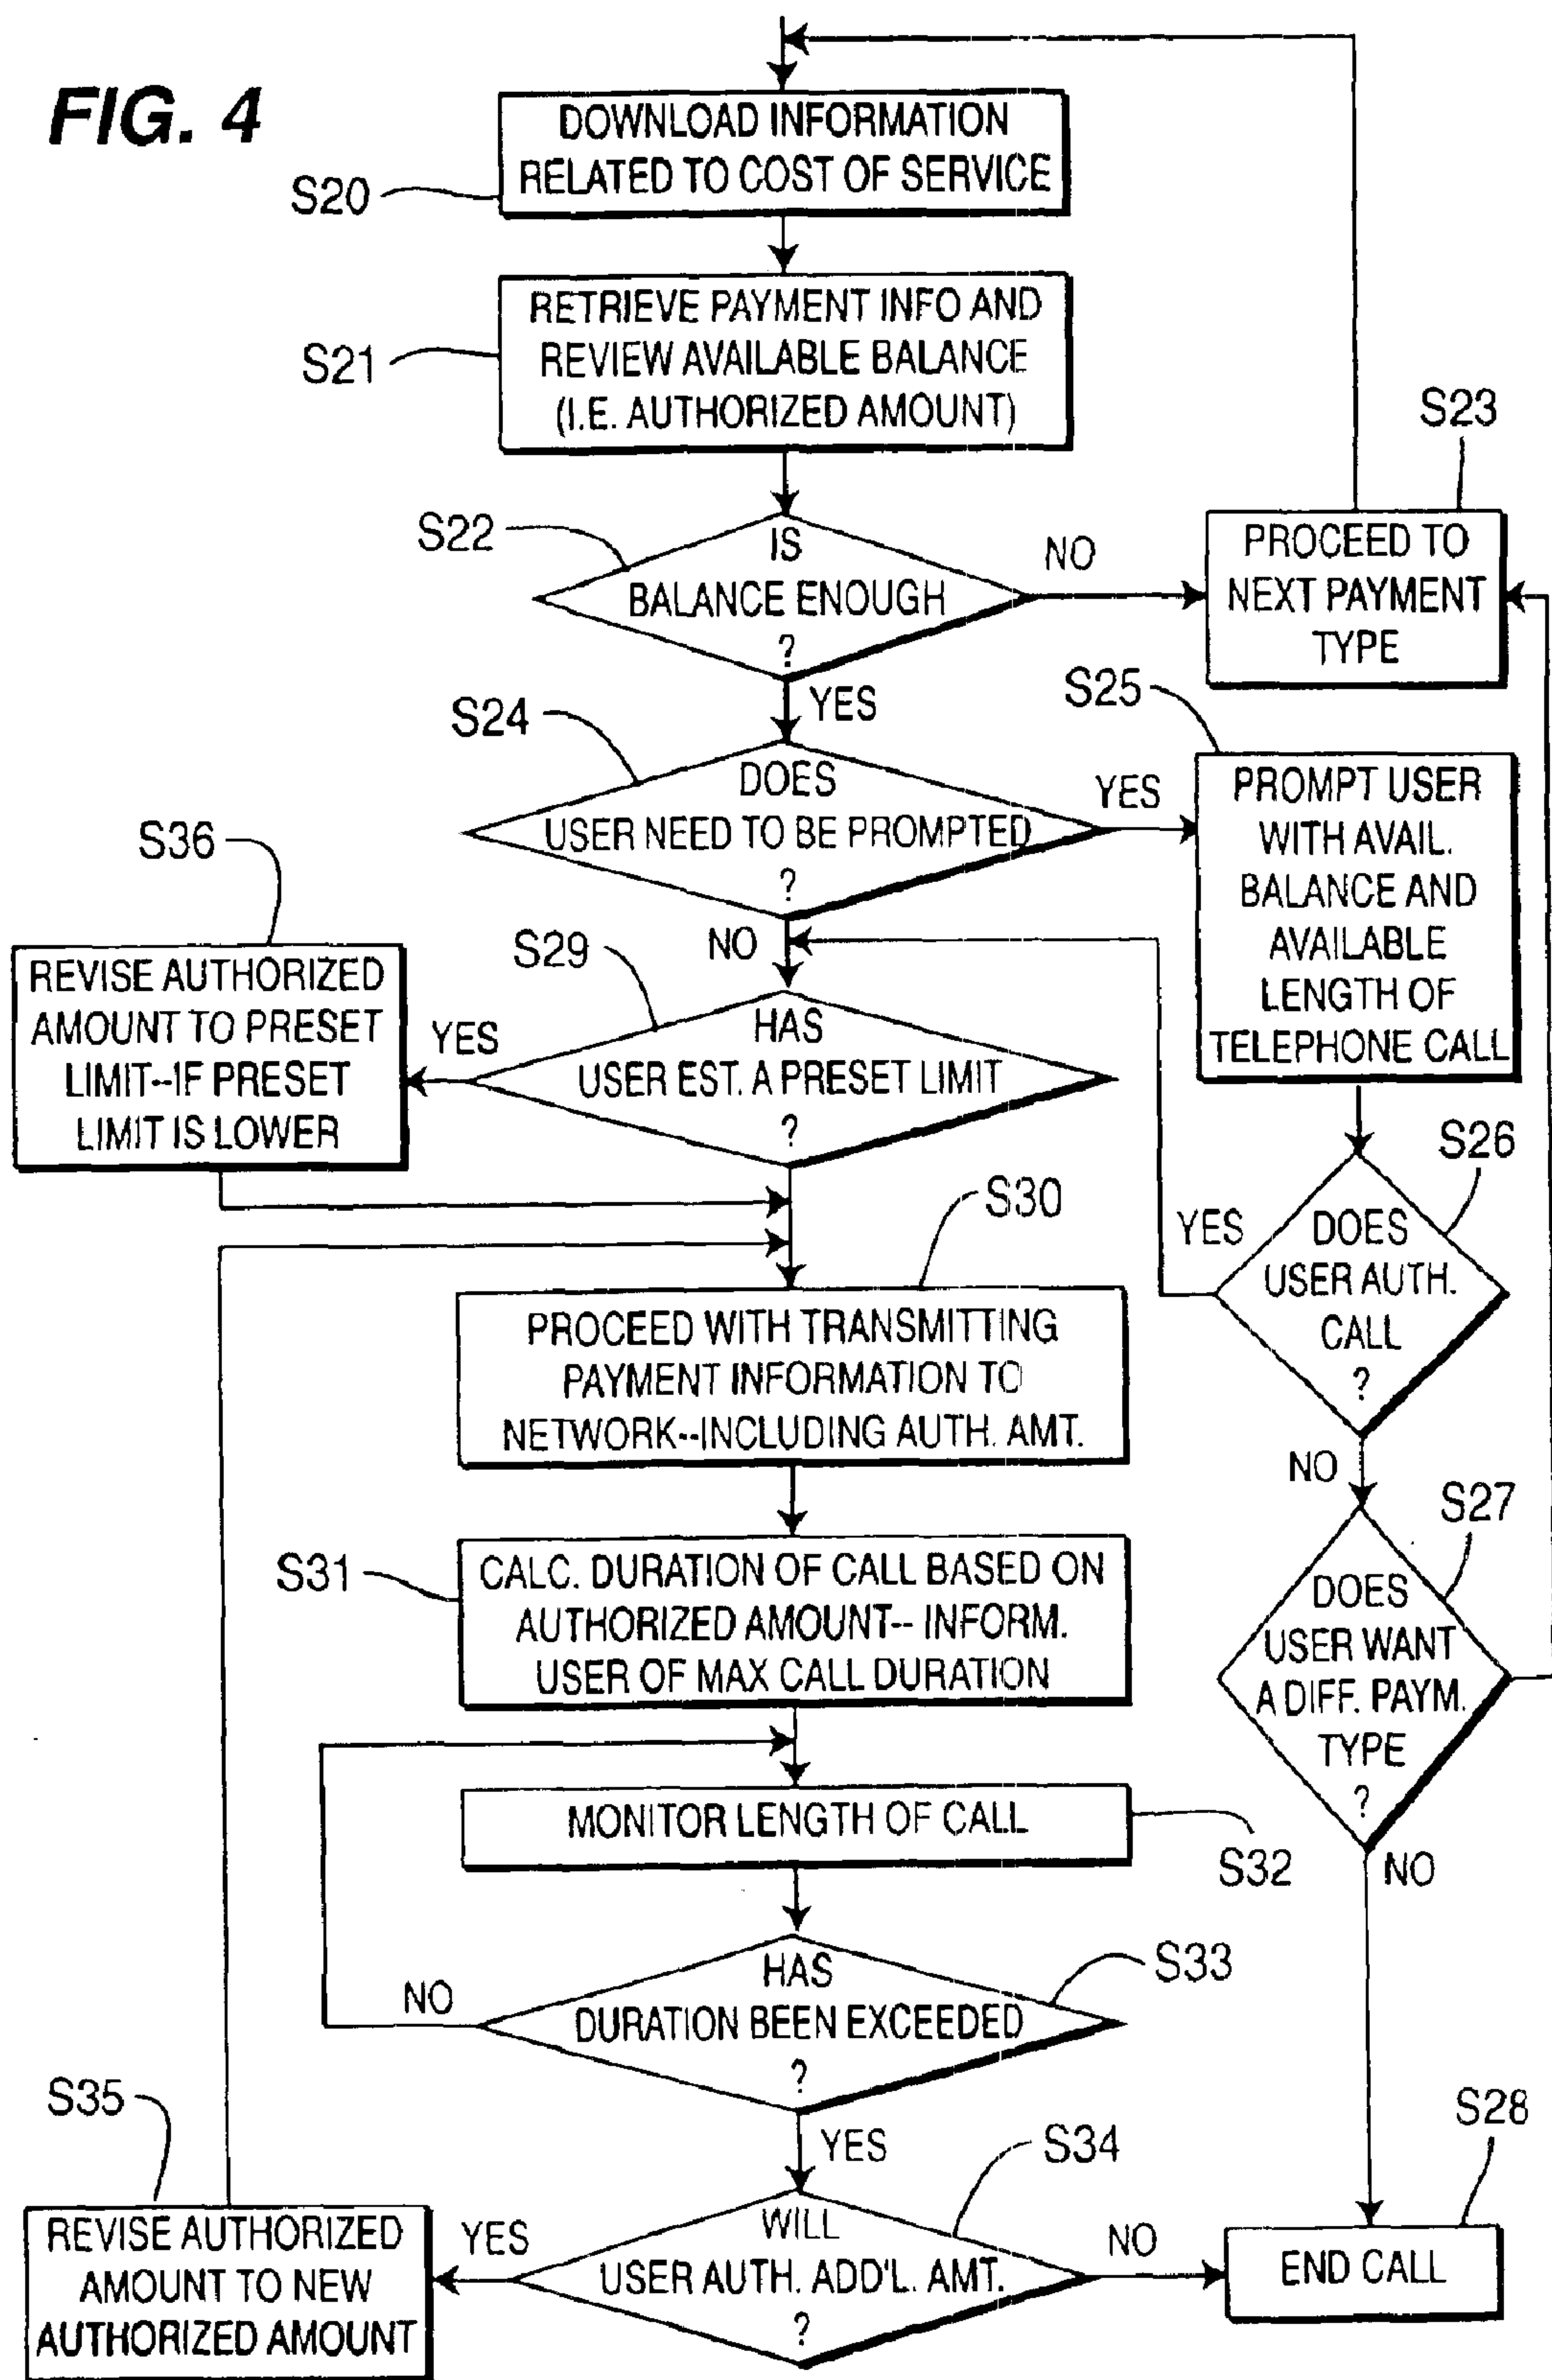 FIG. 4
DOWNLOAD INFORMATION
RELATED TO COST OF SERVICE
S20
RETRIEVE PAYMENT INFO AND
REVIEW AVAILABLE BALANCE
(I.E. AUTHORIZED AMOUNT)
S21
S22
IS
BALANCE ENOUGH
?
NO
S23
PROCEED TO
NEXT PAYMENT
TYPE
YES
S24
DOES
USER NEED TO BE PROMPTED
?
YES
S25
PROMPT USER
WITH AVAIL.
BALANCE AND
AVAILABLE
LENGTH OF
TELEPHONE CALL
NO
S36
REVISE AUTHORIZED
AMOUNT TO PRESET
LIMIT--IF PRESET
LIMIT IS LOWER
YES
S29
HAS
USER EST. A PRESET LIMIT
?
S26
DOES
USER AUTH.
CALL
?
YES
NO
S30
PROCEED WITH TRANSMITTING
PAYMENT INFORMATION TO
NETWORK--INCLUDING AUTH. AMT.
S27
DOES
USER WANT
A DIFF. PAYM.
TYPE
?
NO
S31
CALC. DURATION OF CALL BASED ON
AUTHORIZED AMOUNT-- INFORM.
USER OF MAX CALL DURATION
MONITOR LENGTH OF CALL
S32
HAS
DURATION BEEN EXCEEDED
?
S33
NO
YES
S35
REVISE AUTHORIZED
AMOUNT TO NEW
AUTHORIZED AMOUNT
YES
WILL
USER AUTH. ADD'L. AMT.
?
S34
NO
S28
END CALL